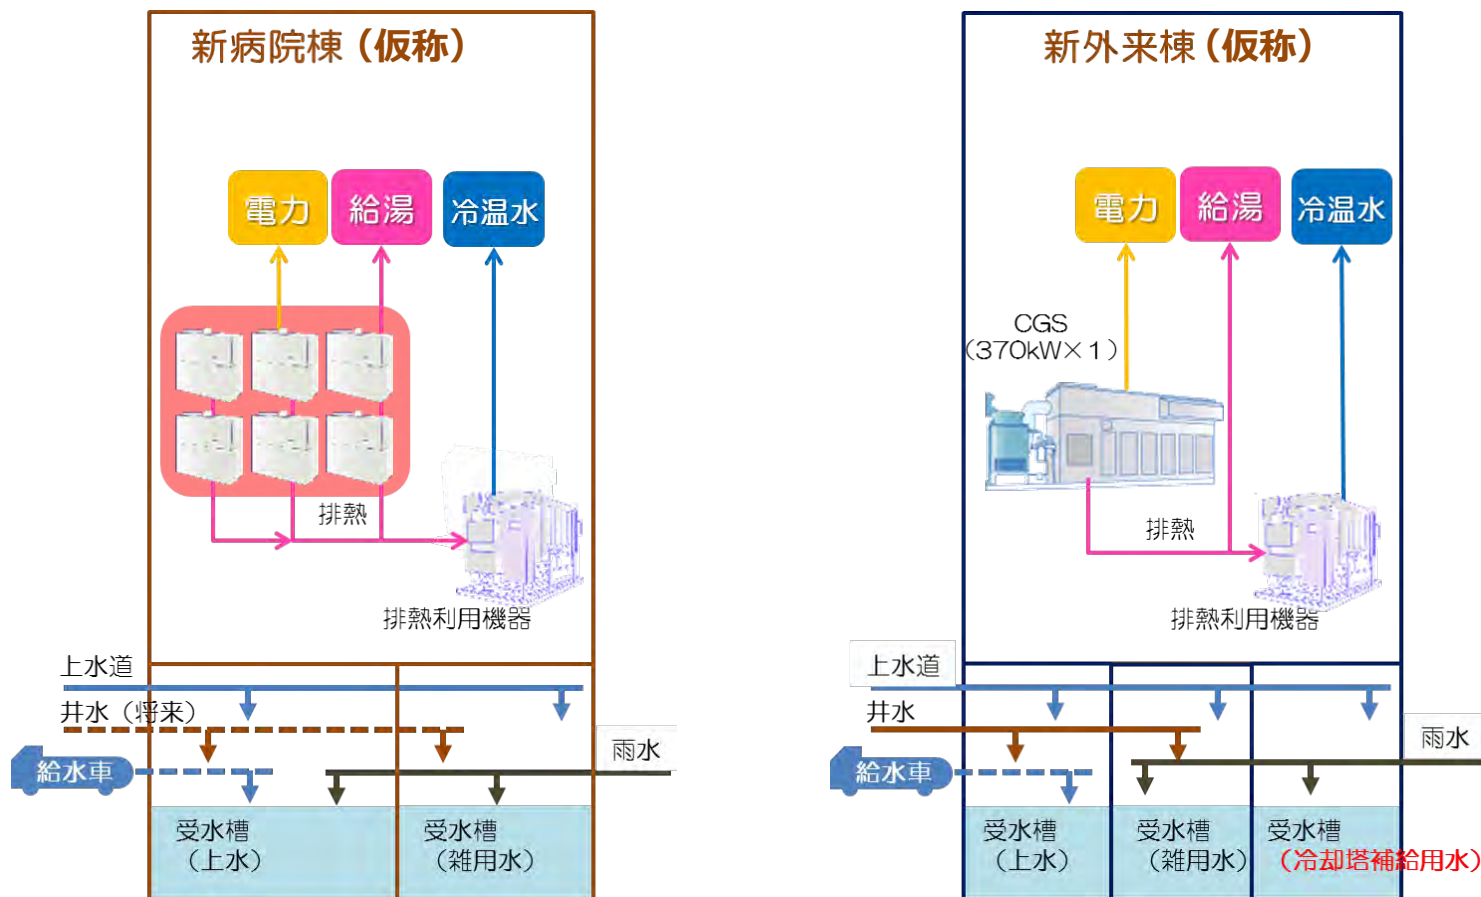 新病院棟（仮称）
電力
給湯
冷温水
排熱
排熱利用機器
上水道
井水（将来）
給水車
雨水
受水槽
（上水）
受水槽
（雑用水）
新外来棟（仮称）
電力
給湯
冷温水
CGS
（370kW×１）
排熱
排熱利用機器
上水道
井水
給水車
雨水
受水槽
（上水）
受水槽
（雑用水）
受水槽
（冷却塔補給用水）